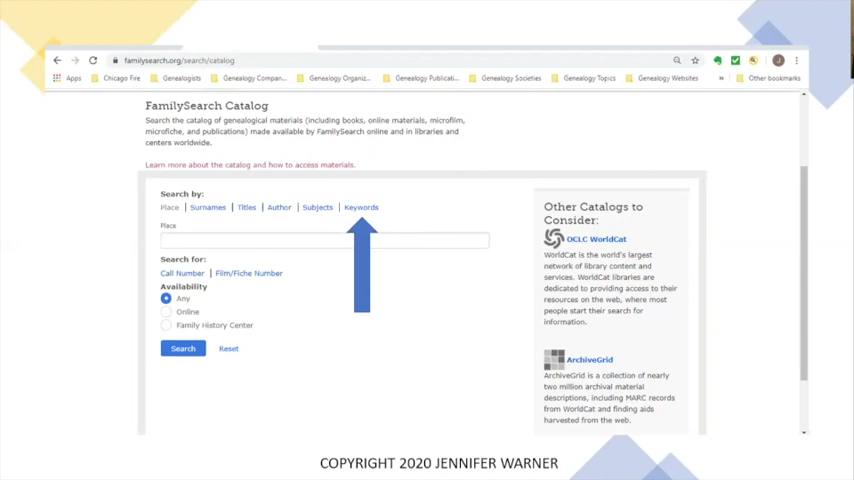 familysearch.org/search/catalog
J
Apps Chicago Fire Genealogists Genealogy Compan... Genealogy Organiz... Genealogy Publicati... Genealogy Societies Genealogy Topics Genealogy Websites » Other bookmarks
FamilySearch Catalog
Search the catalog of genealogical materials (including books, online materials, microfilm,
microfiche, and publications) made available by FamilySearch online and in libraries and
centers worldwide.
Learn more about the catalog and how to access materials.
Search by:
Place | Surnames | Titles | Author | Subjects | Keywords
Place
Search for:
Call Number | Film/Fiche Number
Availability
Any
Online
Family History Center
Search Reset
Other Catalogs to
Consider:
OCLC WorldCat
WorldCat is the world's largest
network of library content and
services. WorldCat libraries are
dedicated to providing access to their
resources on the web, where most
people start their search for
information.
ArchiveGrid
ArchiveGrid is a collection of nearly
two million archival material
descriptions, including MARC records
from WorldCat and finding aids
harvested from the web.
COPYRIGHT 2020 JENNIFER WARNER